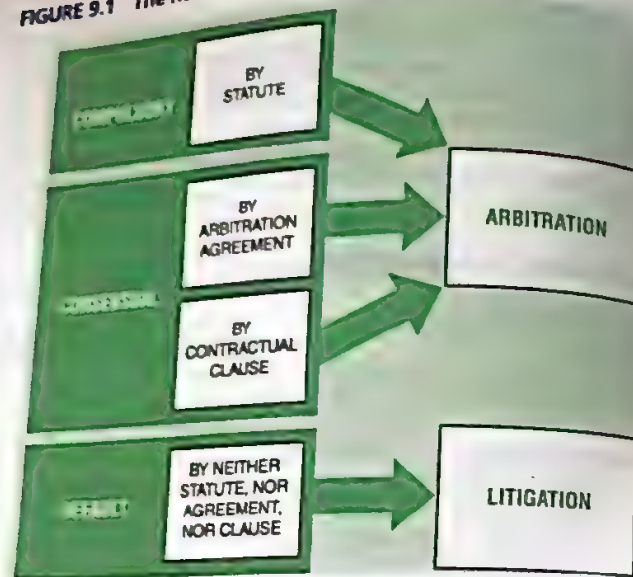 FIGURE 9.1 The
BY
STATUTE
BY
ARBITRATION
AGREEMENT
BY
CONTRACTUAL
CLAUSE
ARBITRATION
BY NEITHER
STATUTE, NOR
AGREEMENT,
NOR CLAUSE
LITIGATION